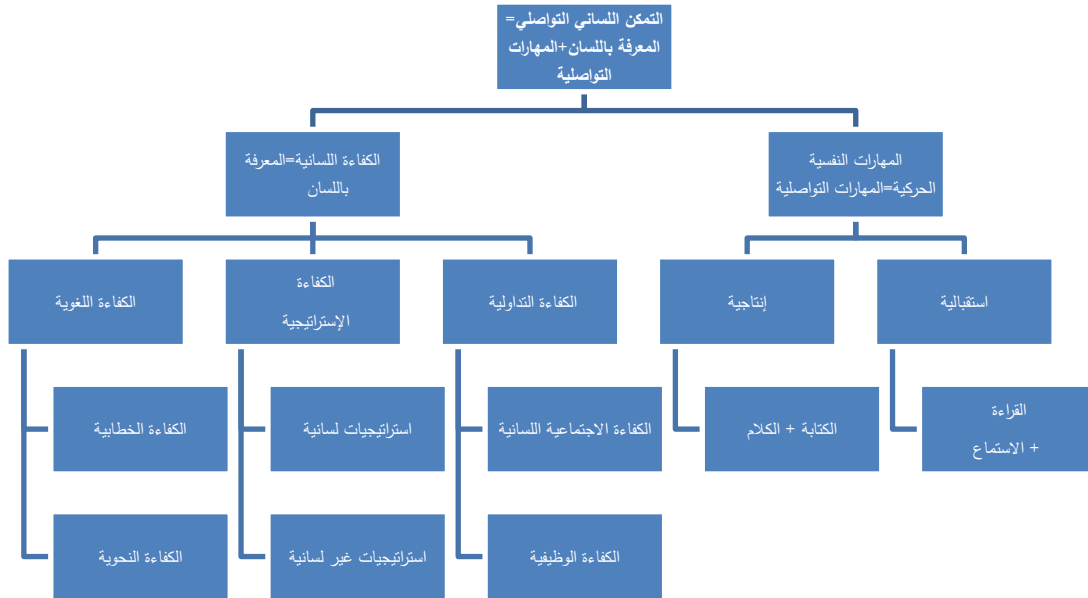 التمكن اللساني التواصلي=
المعرفة باللسان+المهارات
التواصلية
المهارات النفسية
الحركية=المهارات التواصلية
الكفاءة اللسانية=المعرفة
باللسان
استقبالية
إنتاجية
الكفاءة التداولية
الكفاءة
الإستراتيجية
الكفاءة اللغوية
القراءة
+ الاستماع
الكتابة + الكلام
الكفاءة الاجتماعية اللسانية
استراتيجيات لسانية
الكفاءة الخطابية
الكفاءة الوظيفية
استراتيجيات غير لسانية
الكفاءة النحوية